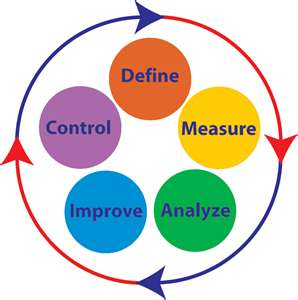 Define
Measure
Analyze
Improve
Control